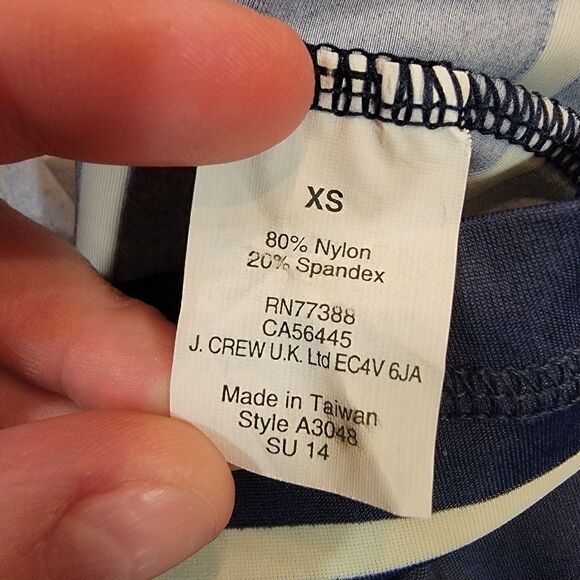 XS
80% Nylon
20% Spandex
RN77388
CA56445
J. CREW U.K. Ltd EC4V 6JA
Made in Taiwan
Style A3048
SU 14